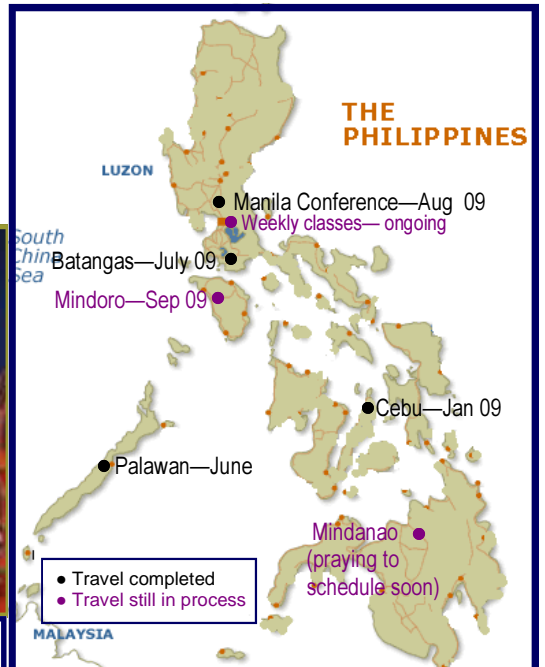 THE
PHILIPPINES
LUZON
● Manila Conference—Aug 09
● Weekly classes— ongoing
South
China
Sea
Batangas—July 09
Mindoro—Sep 09
● Cebu—Jan 09
● Palawan—June
Mindanao
(praying to
schedule soon)
● Travel completed
● Travel still in process
MALAYSIA